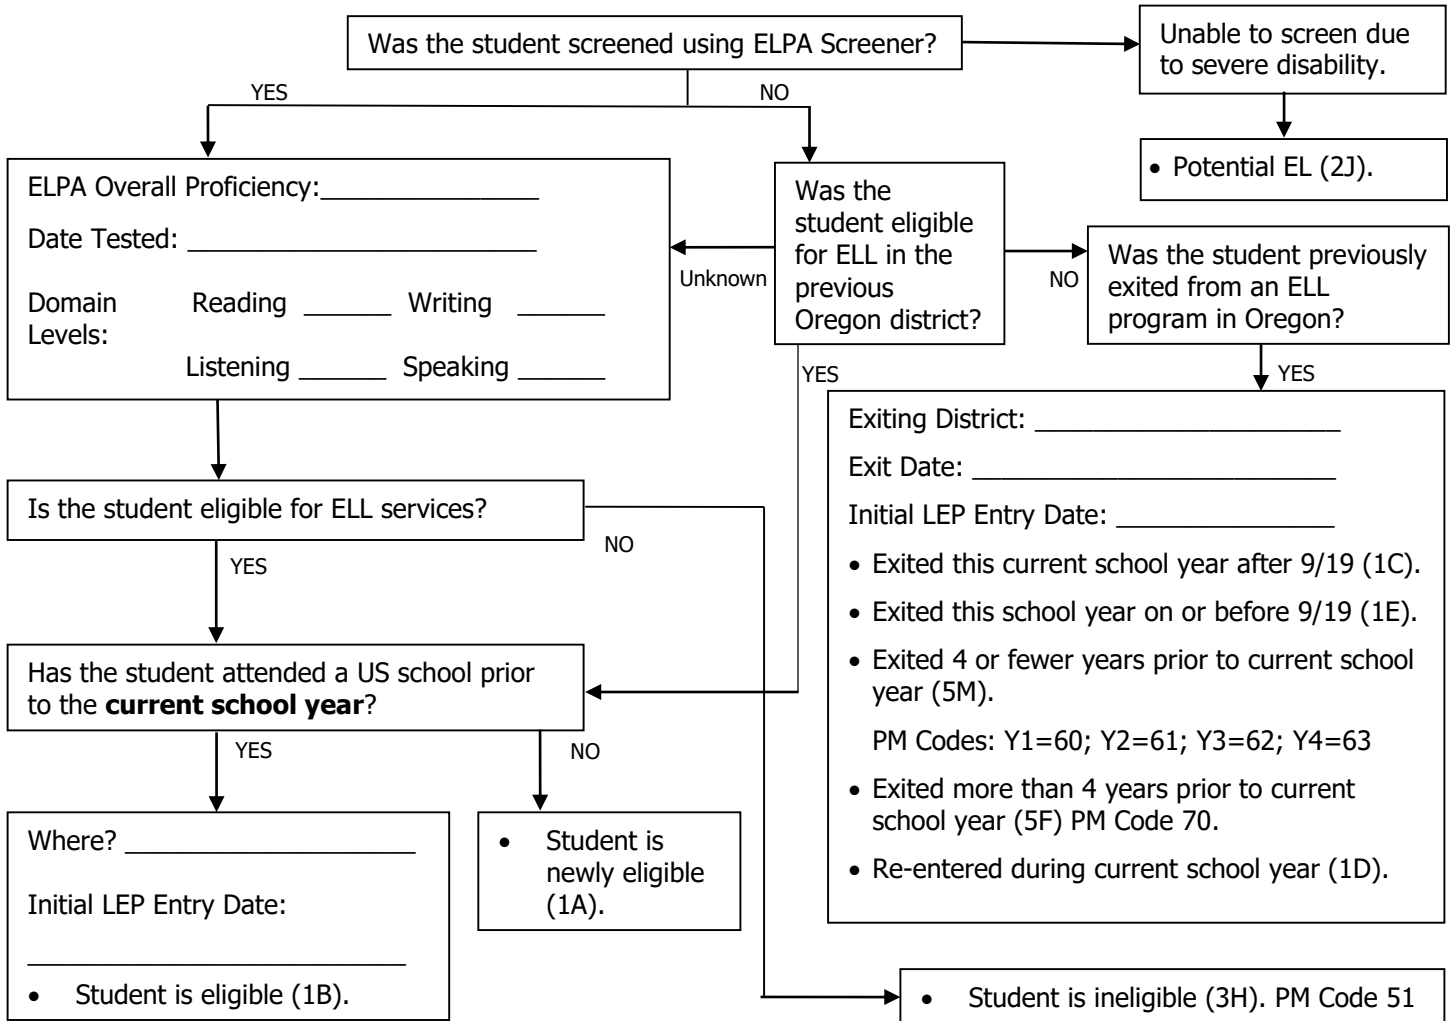 Was the student screened using ELPA Screener?
Unable to screen due
to severe disability.
YES
NO
• Potential EL (2J).
ELPA Overall Proficiency:_______________
Date Tested: ________________________
Domain Reading ______ Writing ______
Levels:
Listening ______ Speaking ______
Unknown
Was the
student eligible
for ELL in the
previous
Oregon district?
NO
Was the student previously
exited from an ELL
program in Oregon?
YES
YES
Exiting District: _____________________
Exit Date: _________________________
Initial LEP Entry Date: _______________
• Exited this current school year after 9/19 (1C).
• Exited this school year on or before 9/19 (1E).
• Exited 4 or fewer years prior to current school
year (5M).
PM Codes: Y1=60; Y2=61; Y3=62; Y4=63
• Exited more than 4 years prior to current
school year (5F) PM Code 70.
• Re-entered during current school year (1D).
Is the student eligible for ELL services?
NO
YES
Has the student attended a US school prior
to the current school year?
YES
NO
Where? ____________________
Initial LEP Entry Date:
__________________________
• Student is eligible (1B).
• Student is
newly eligible
(1A).
• Student is ineligible (3H). PM Code 51